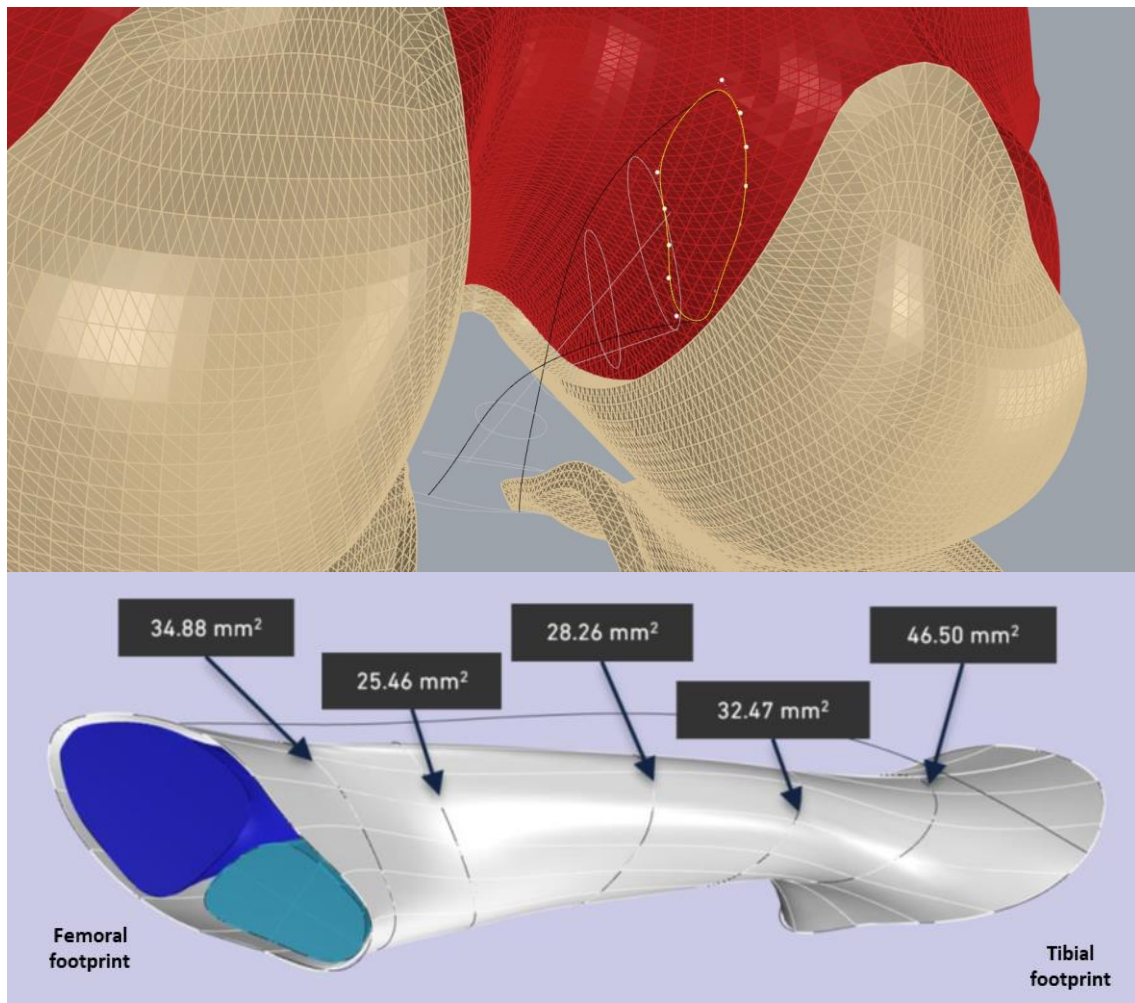 34.88 mm²
25.46 mm²
28.26 mm²
32.47 mm²
46.50 mm²
Femoral
footprint
Tibial
footprint